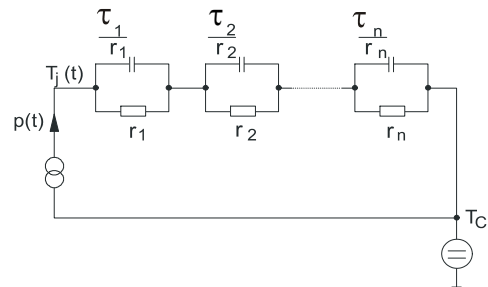 τ1/r1 τ2/r2 τn/rn
Tj (t)
r1 r2 rn
p(t)
TC